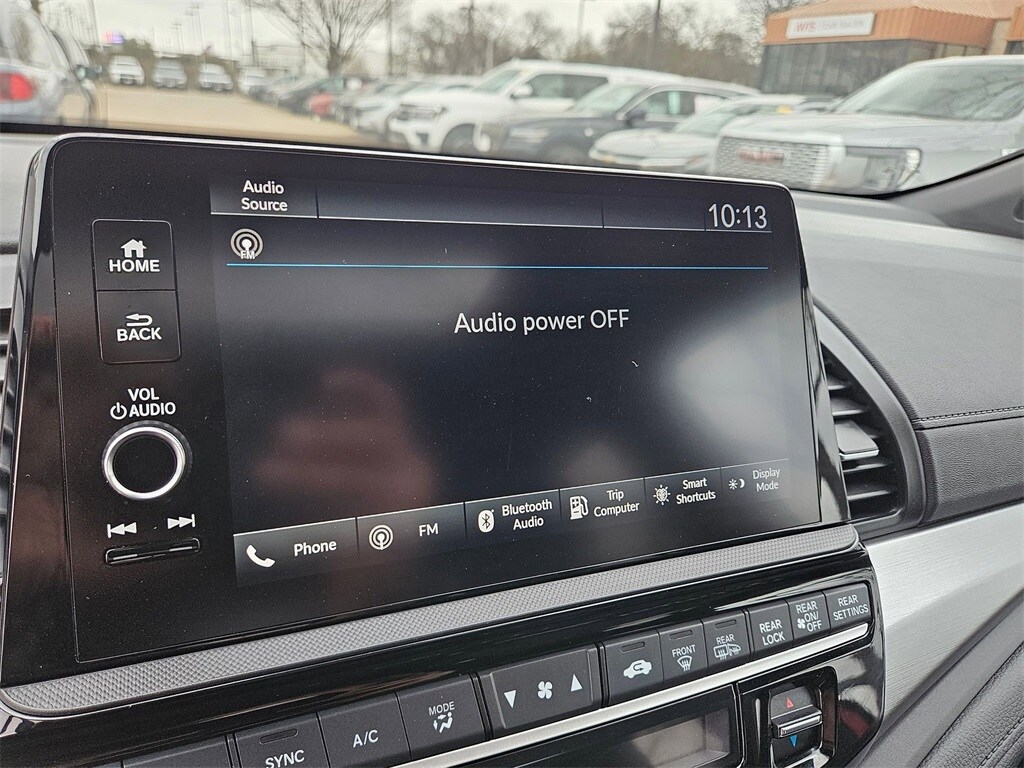 Audio
Source
10:13
FM
HOME
BACK
Audio power OFF
VOL
AUDIO
Phone
FM
Bluetooth
Audio
Trip
Computer
Smart
Shortcuts
Display
Mode
SYNC
A/C
MODE
FRONT
REAR
REAR
LOCK
REAR
ON/
OFF
REAR
SETTINGS